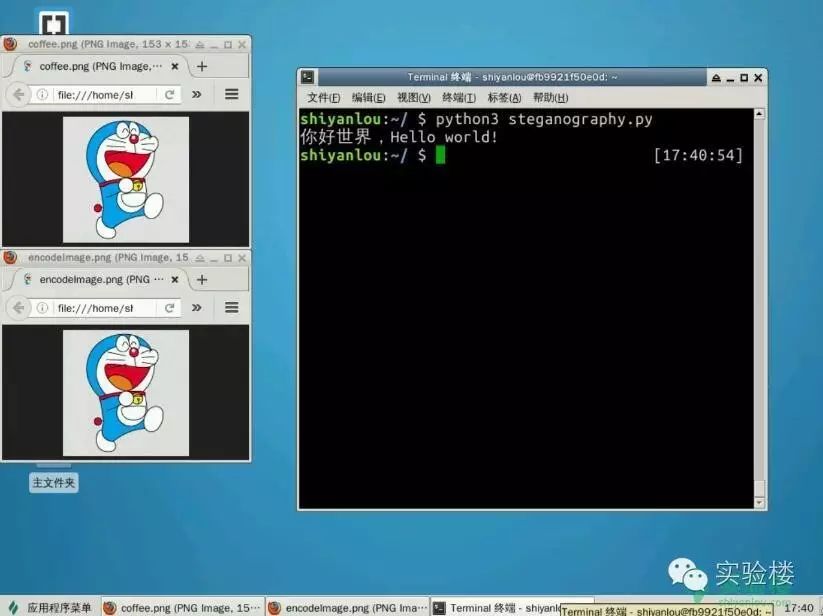 coffee.png (PNG Image, 153 × 15
coffee.png (PNG Image,···
file:///home/sl
encodeImage.png (PNG Image, 15
encodeImage.png (PNG ···
file:///home/sl
主文件夹
Terminal 终端 - shiyanlou@fb9921f50e0d: ~
文件(F) 编辑(E) 视图(V) 终端(T) 标签(A) 帮助(H)
shiyanlou:~/ $ python3 steganography.py
你好世界，Hello world!
shiyanlou:~/ $ [17:40:54]
实验楼
shiyanlou.com
应用程序菜单
coffee.png (PNG Image, 15···
encodeImage.png (PNG Ima···
Terminal 终端 - shiyanlo
Terminal 终端 - shiyanlou@fb9921f50e0d: ~
17:40